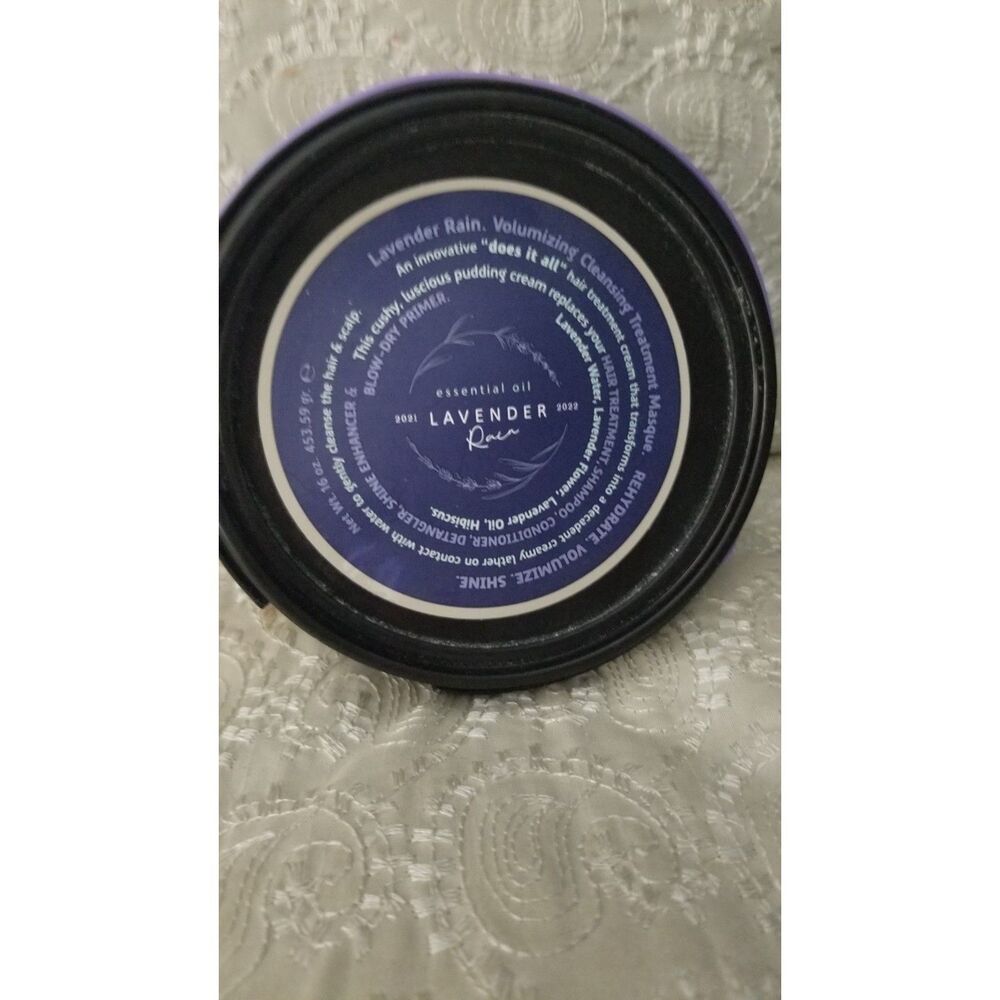 Lavender Rain. Volumizing Cleansing Treatment Masque
REHYDRATE. VOLUMIZE. SHINE.
Net Wt. 16 oz. 453.59 gr. ℮
An innovative "does it all" hair treatment cream that transforms into a decadent creamy lather on contact with water to gently cleanse the hair & scalp.
This cushy, luscious pudding cream replaces your HAIR TREATMENT, SHAMPOO, CONDITIONER, DETANGLER, SHINE ENHANCER &
BLOW-DRY PRIMER.
Lavender Water, Lavender Flower, Lavender Oil, Hibiscus.
essential oil
2021 LAVENDER 2022
Rain